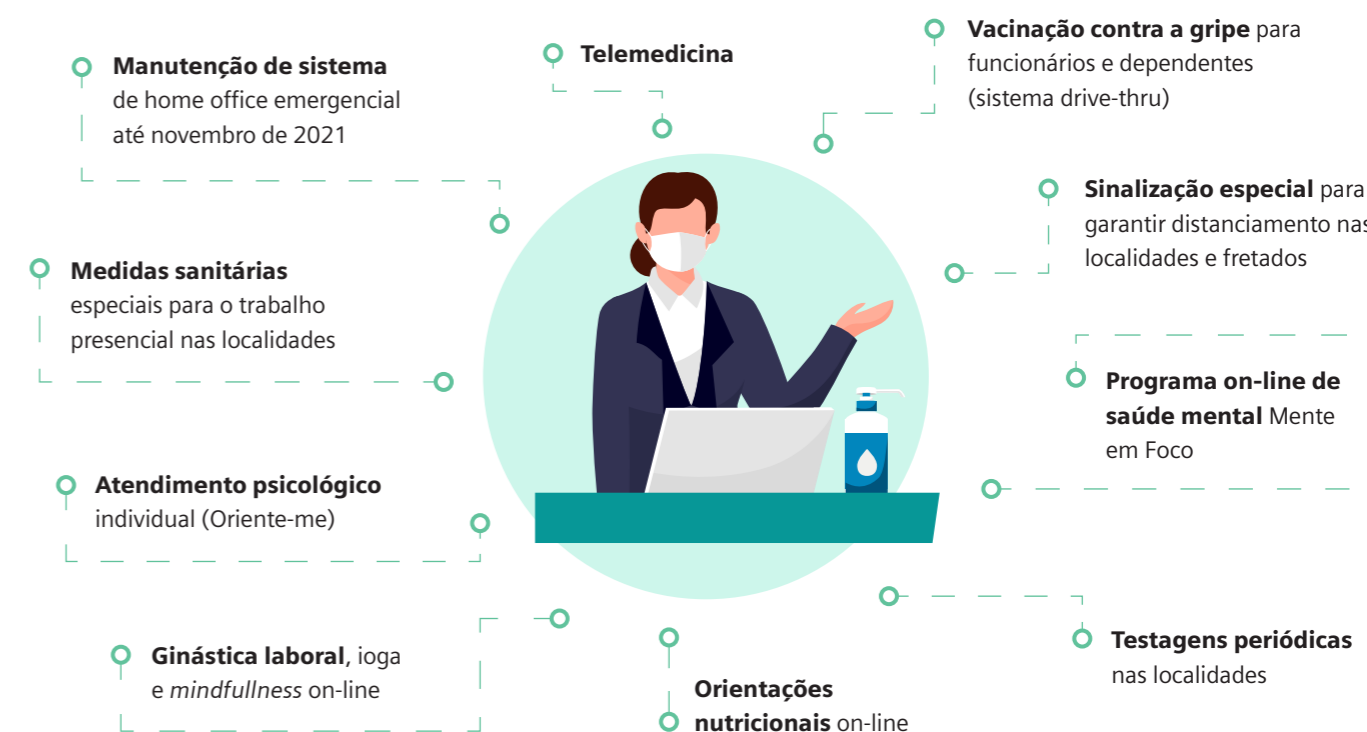 Manutenção de sistema
de home office emergencial
até novembro de 2021
Telemedicina
Vacinação contra a gripe para
funcionários e dependentes
(sistema drive-thru)
Medidas sanitárias
especiais para o trabalho
presencial nas localidades
Sinalização especial para
garantir distanciamento nas
localidades e fretados
Programa on-line de
saúde mental Mente
em Foco
Atendimento psicológico
individual (Oriente-me)
Ginástica laboral, ioga
e mindfullness on-line
Orientações
nutricionais on-line
Testagens periódicas
nas localidades